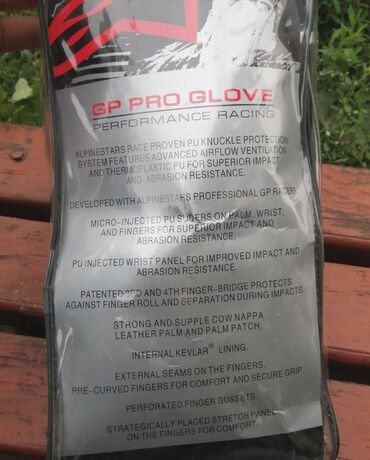 GP PRO GLOVE
PERFORMANCE RACING
ALPINESTARS RACE PROVEN PU KNUCKLE PROTECTION
SYSTEM FEATURES ADVANCED AIRFLOW VENTILATION
AND THERMOPLASTIC PU FOR SUPERIOR IMPACT
AND ABRASION RESISTANCE.
DEVELOPED WITH ALPINESTARS PROFESSIONAL GP RACERS
MICRO-INJECTED PU SUDERS ON PALM, WRIST,
AND FINGERS FOR SUPERIOR IMPACT AND
ABRASION RESISTANCE.
PU INJECTED WRIST PANEL FOR IMPROVED IMPACT AND
ABRASION RESISTANCE.
PATENTED 3RD AND 4TH FINGER-BRIDGE PROTECTS
AGAINST FINGER ROLL AND SEPARATION DURING IMPACTS.
STRONG AND SUPPLE COW NAPPA
LEATHER PALM AND PALM PATCH.
INTERNAL KEVLAR® LINING.
EXTERNAL SEAMS ON THE FINGERS.
PRE-CURVED FINGERS FOR COMFORT AND SECURE GRIP
PERFORATED FINGER GUSSETS.
STRATEGICALLY PLACED STRETCH PANEL
ON THE FINGERS FOR COMFORT.